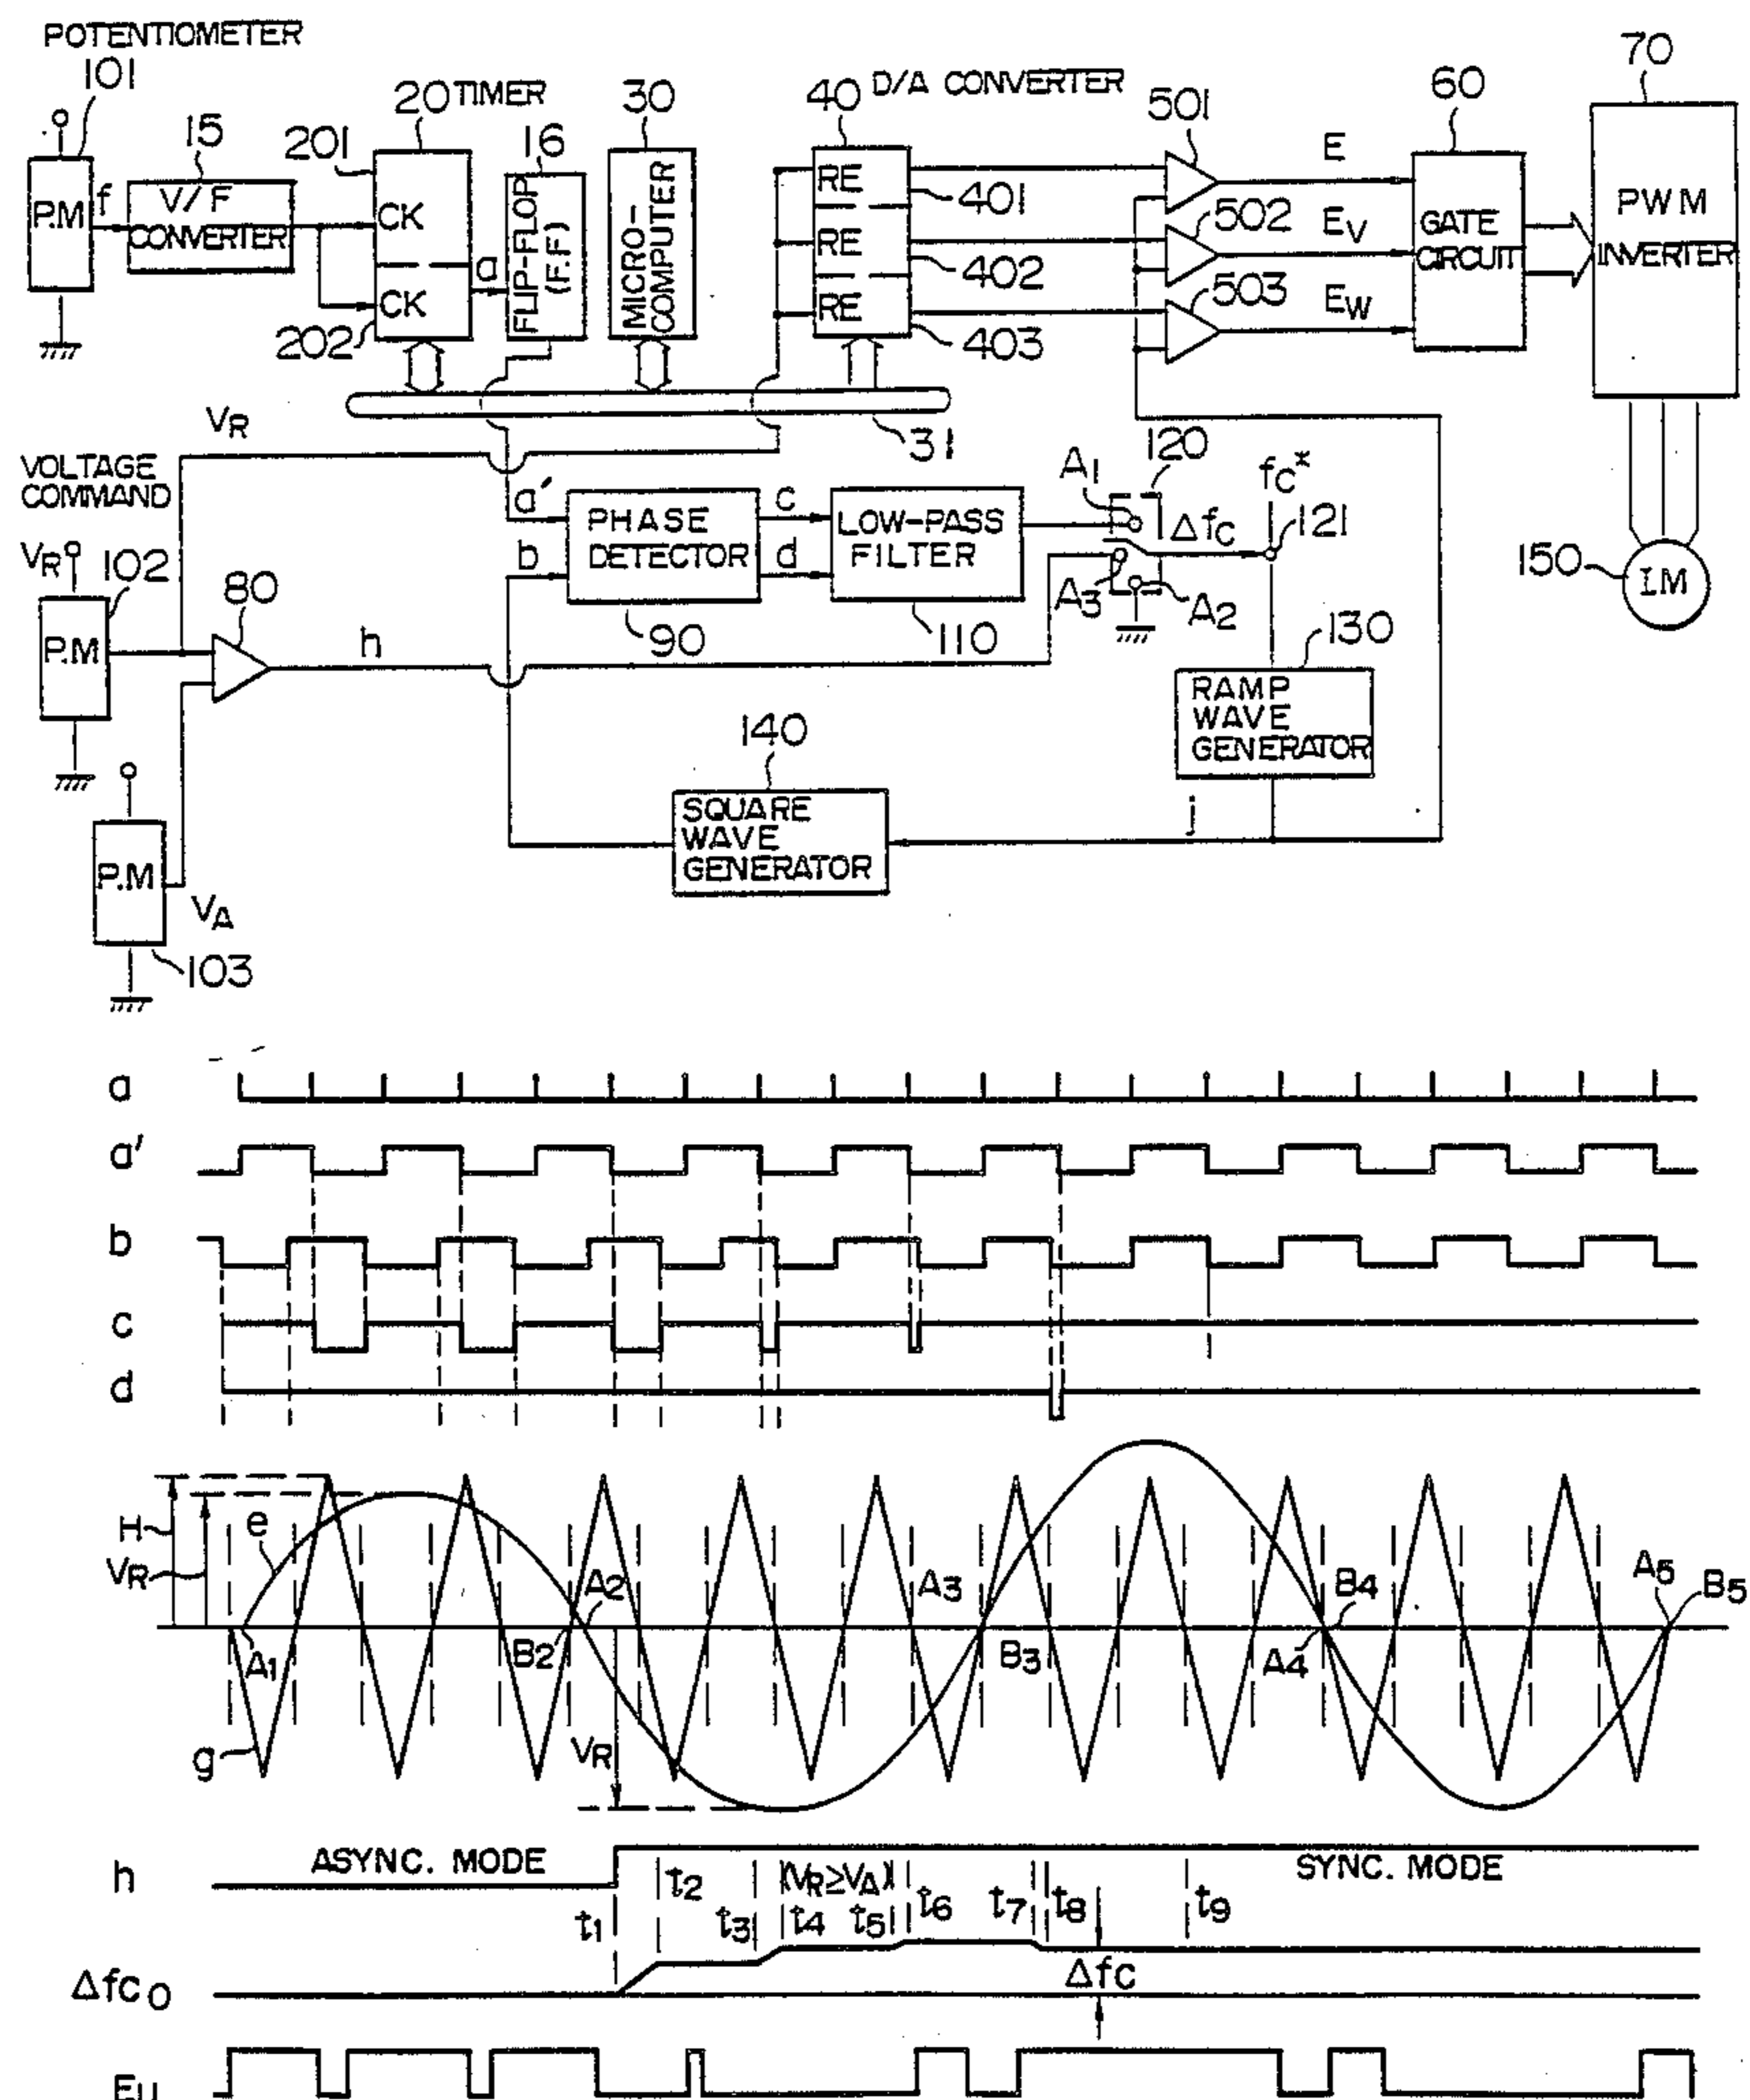 POTENTIOMETER
101
20 TIMER
30
40 D/A CONVERTER
501
60
70
15
201
16
P.M
f
V/F
CONVERTER
CK
CK
202
a
FLIP-FLOP
(F.F)
MICRO-
COMPUTER
RE
RE
RE
401
402
403
502
503
E
EV
EW
GATE
CIRCUIT
PWM
INVERTER
31
VR
VOLTAGE
COMMAND
VR
102
P.M
80
h
a'
b
PHASE
DETECTOR
90
c
d
LOW-PASS
FILTER
110
A1
120
A3
A2
Δfc
fc*
121
150
IM
130
RAMP
WAVE
GENERATOR
140
SQUARE
WAVE
GENERATOR
j
P.M
VA
103
a
a'
b
c
d
H
VR
e
g
A1
A2
B2
VR
A3
B3
A4
B4
A5
B5
h
ASYNC. MODE
SYNC. MODE
(VR≥VA)
t1
t2
t3
t4
t5
t6
t7
t8
t9
Δfc
Δfc 0
EU